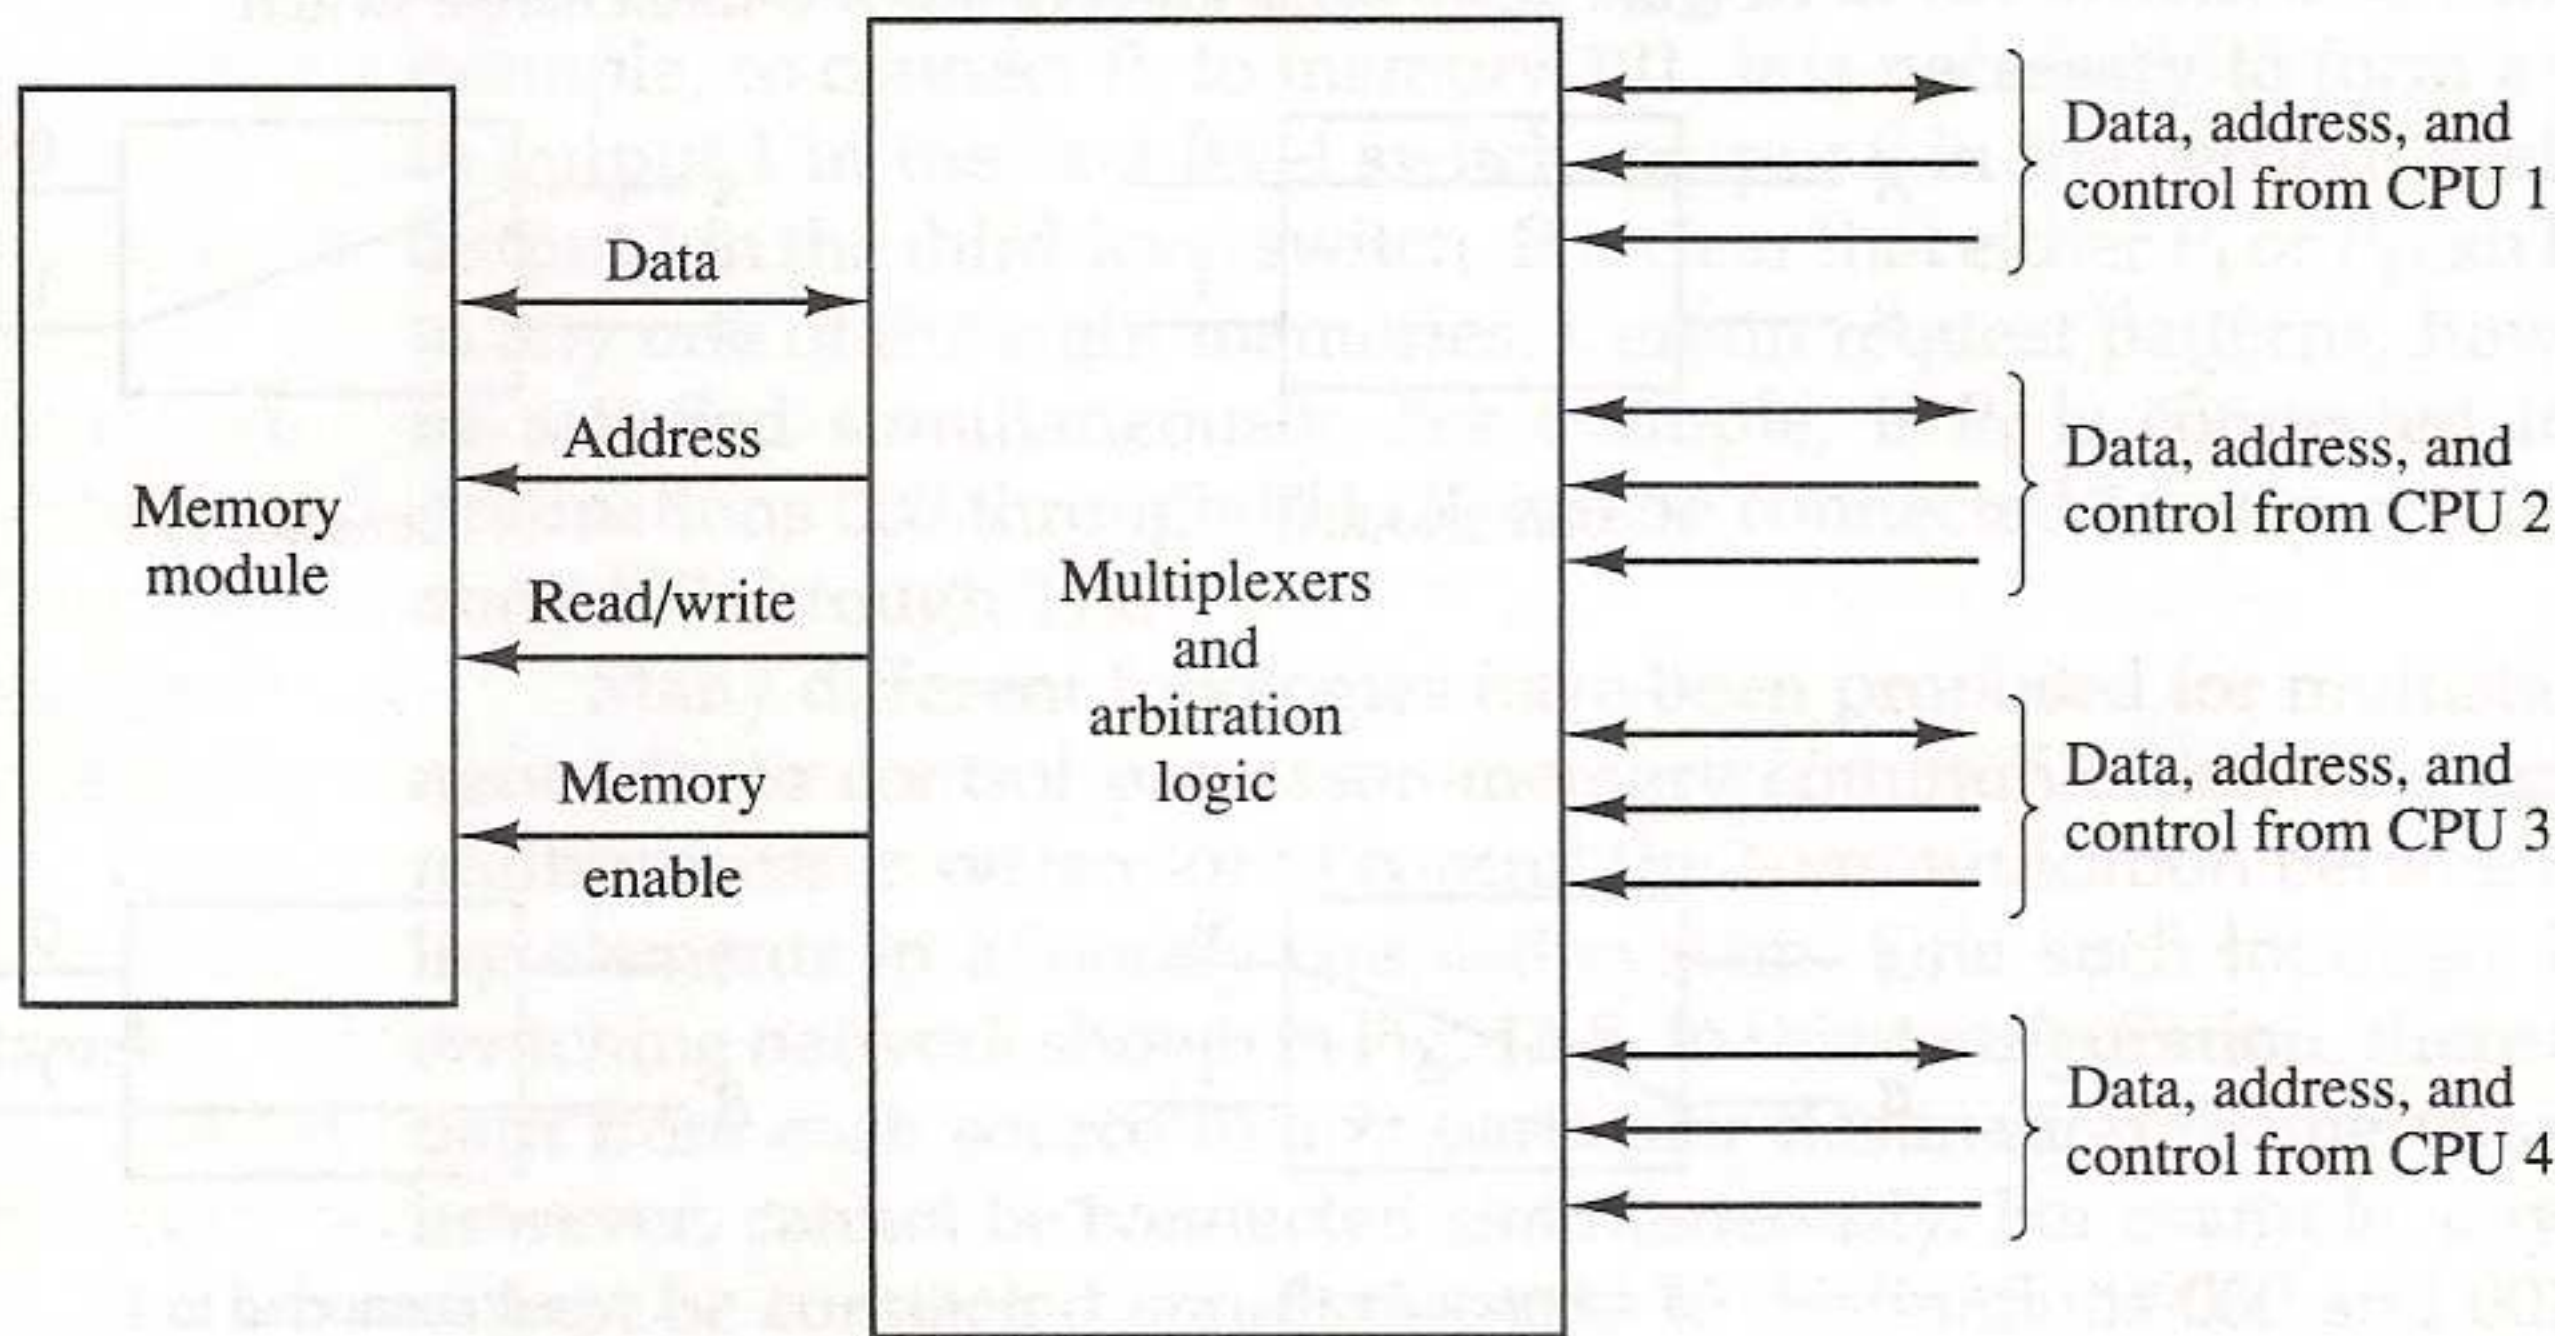 Memory
module
Data
Address
Read/write
Memory
enable
Multiplexers
and
arbitration
logic
Data, address, and
control from CPU 1
Data, address, and
control from CPU 2
Data, address, and
control from CPU 3
Data, address, and
control from CPU 4